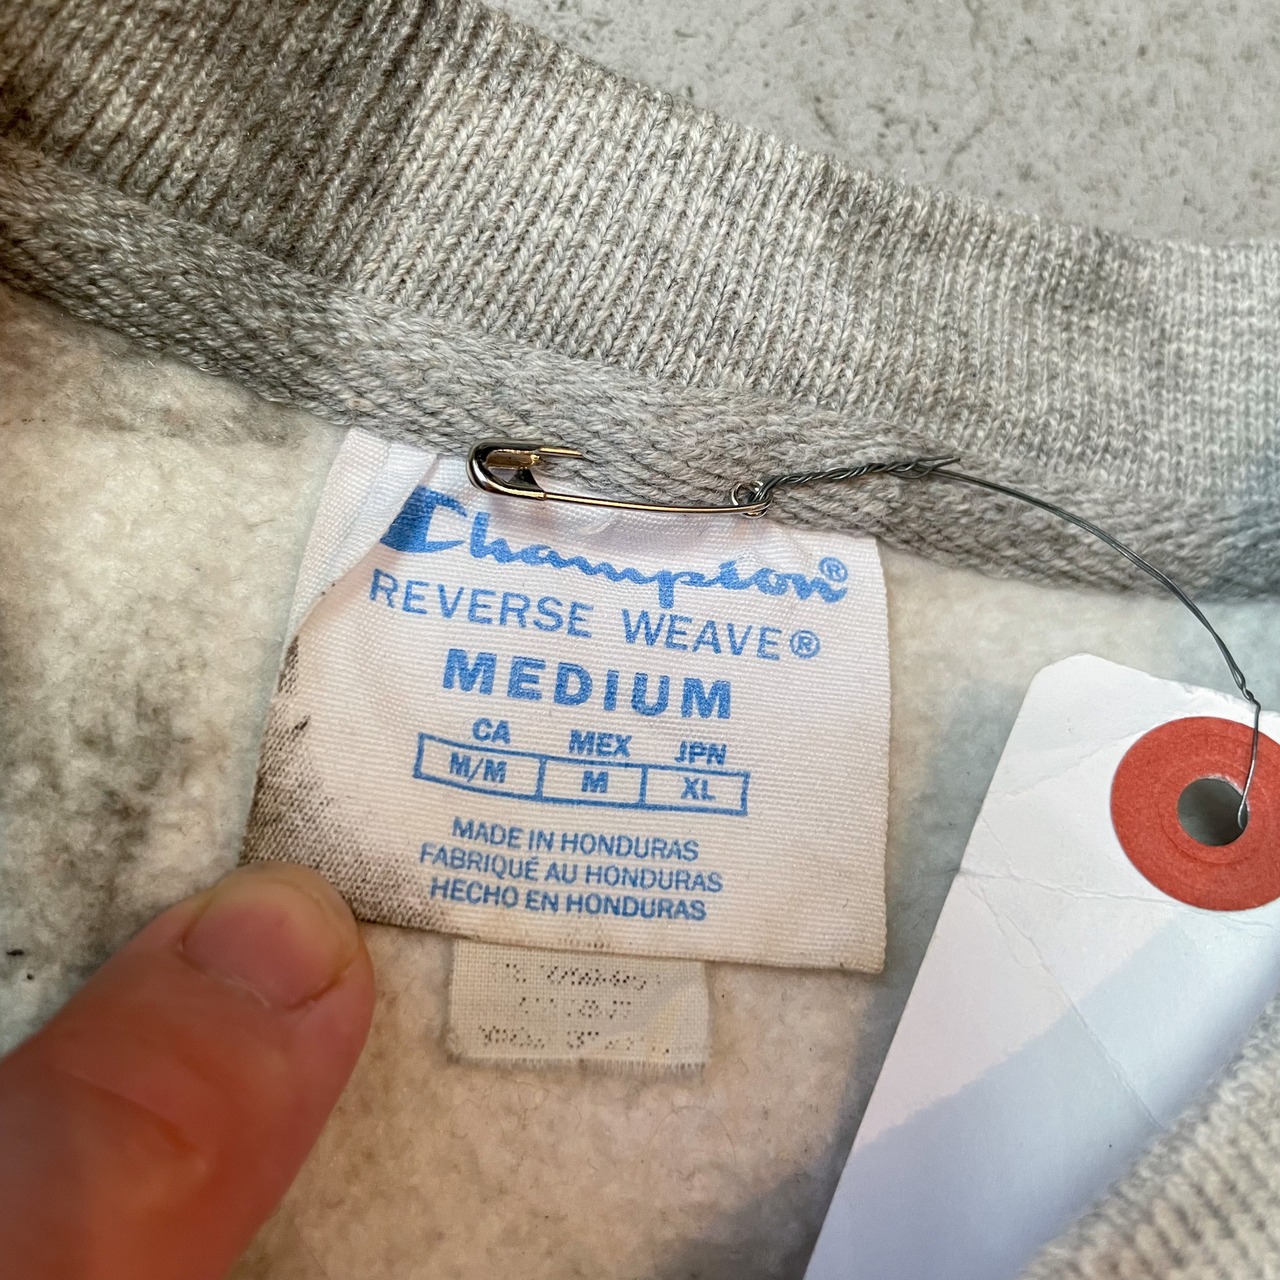 Champion®
REVERSE WEAVE®
MEDIUM
CA MEX JPN
M/M M XL
MADE IN HONDURAS
FABRIQUÉ AU HONDURAS
HECHO EN HONDURAS